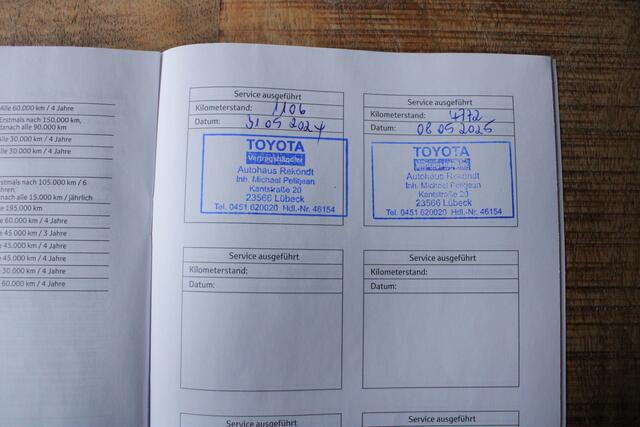 Alle 60.000 km / 4 Jahre
Erstmals nach 150.000 km,
danach alle 90.000 km
Alle 30.000 km / 4 Jahre
Alle 30.000 km / 4 Jahre
Erstmals nach 105.000 km / 6
danach alle 15.000 km / jährlich
195.000 km
60.000 km / 4 Jahre
45.000 km / 3 Jahre
45.000 km / 4 Jahre
45.000 km / 4 Jahre
30.000 km / 4 Jahre
60.000 km / 4 Jahre
Service ausgeführt
Kilometerstand: 1106
Datum: 31 05 2024
TOYOTA
Vertragshändler
Autohaus Reköndt
Inh. Michael Petitjean
Kantstraße 20
23566 Lübeck
Tel. 0451 620020 Hdl.-Nr. 46154
Service ausgeführt
Kilometerstand: 4172
Datum: 08 05 2025
TOYOTA
Autohaus Reköndt
Inh. Michael Petitjean
Kantstraße 20
23566 Lübeck
Tel. 0451 620020 Hdl.-Nr. 46154
Service ausgeführt
Kilometerstand:
Datum:
Service ausgeführt
Kilometerstand:
Datum:
Service ausgeführt
Service ausgeführt